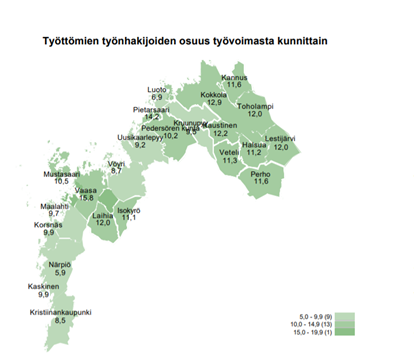 Työttömien työnhakijoiden osuus työvoimasta kunnittain
Kannus
11,6
Luoto
6,9
Kokkola
12,9
Toholampi
12,0
Pietarsaari
14,2
Kruunupyy
9,6
Pedersören kunta
10,2
Kaustinen
12,2
Uusikaarlepyy
9,2
Lestijärvi
12,0
Halsua
11,2
Veteli
11,3
Vöyri
8,7
Perho
11,6
Mustasaari
10,5
Vaasa
15,8
Maalahti
9,7
Isokyrö
11,1
Laihia
12,0
Korsnäs
9,9
Närpiö
5,9
Kaskinen
9,9
Kristiinankaupunki
8,5
5,0 - 9,9 (9)
10,0 - 14,9 (13)
15,0 - 19,9 (1)